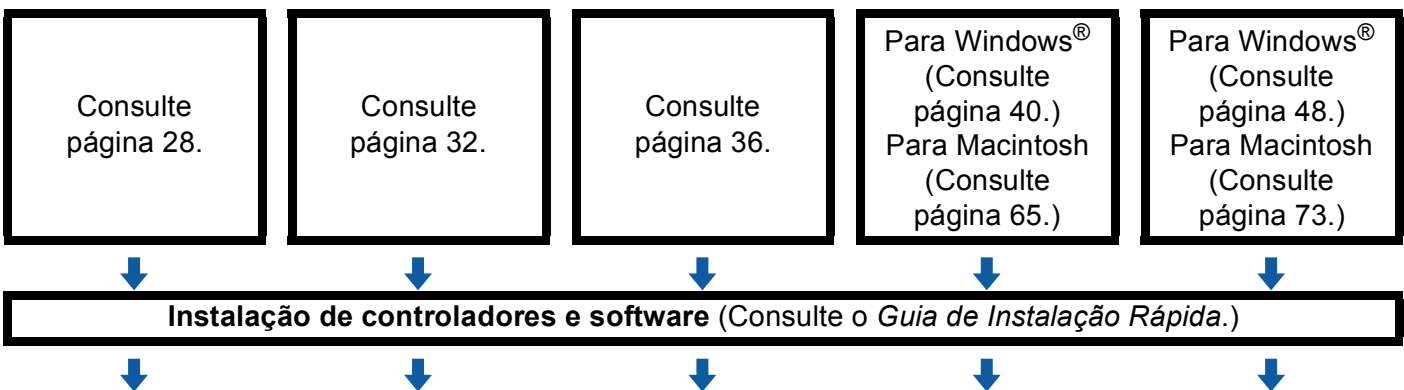 Consulte
página 28.
Consulte
página 32.
Consulte
página 36.
Para Windows®
(Consulte
página 40.)
Para Macintosh
(Consulte
página 65.)
Para Windows®
(Consulte
página 48.)
Para Macintosh
(Consulte
página 73.)
Instalação de controladores e software (Consulte o Guia de Instalação Rápida.)